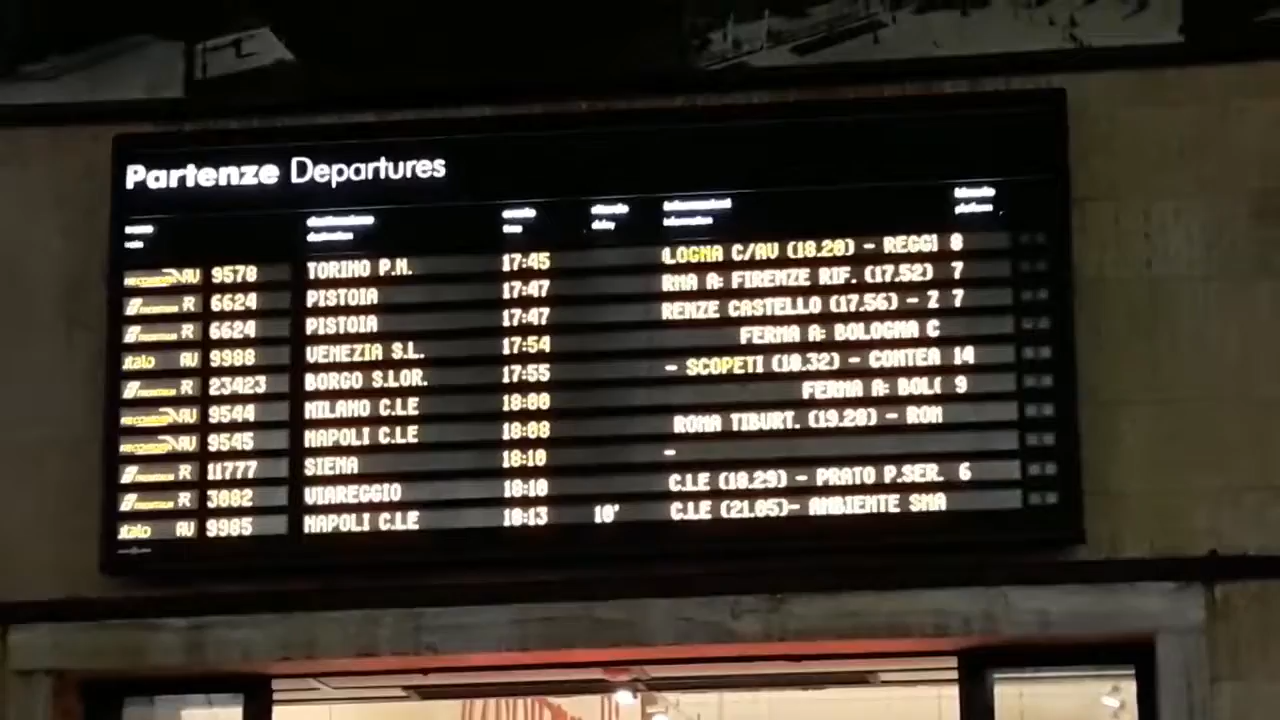 Partenze Departures
AV 9578 TORINO P.N. 17:45 LOGNA C/AV (18.20) - REGGI 8
R 6624 PISTOIA 17:47 RMA A: FIRENZE RIF. (17.52) 7
R 6624 PISTOIA 17:47 RENZE CASTELLO (17.56) - Z 7
italo AV 9988 VENEZIA S.L. 17:54 FERMA A: BOLOGNA C
R 23423 BORGO S.LOR. 17:55 - SCOPETI (18.32) - CONTEA 14
AV 9544 MILANO C.LE 18:00 FERMA A: BOL( 9
AV 9545 NAPOLI C.LE 18:08 ROMA TIBURT. (19.28) - ROM
R 11777 SIENA 18:10 -
R 3082 VIAREGGIO 18:10 C.LE (18.29) - PRATO P.SER. 6
italo AV 9985 NAPOLI C.LE 18:13 10' C.LE (21.05)- AMBIENTE SMA